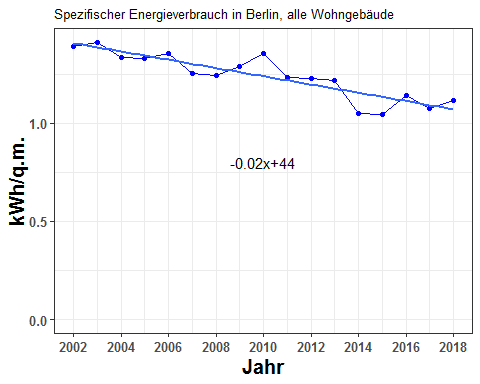 Spezifischer Energieverbrauch in Berlin, alle Wohngebäude
kWh/q.m.
1.0
0.5
0.0
-0.02x+44
2002 2004 2006 2008 2010 2012 2014 2016 2018
Jahr